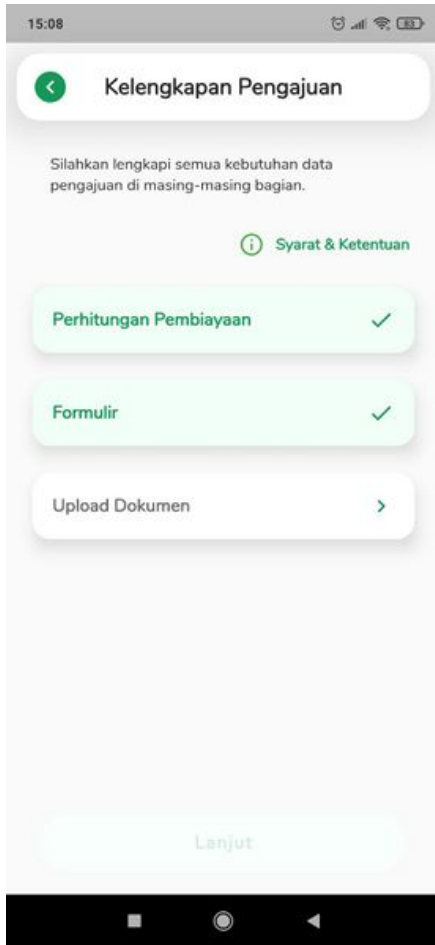 15:08
83
Kelengkapan Pengajuan
Silahkan lengkapi semua kebutuhan data
pengajuan di masing-masing bagian.
Syarat & Ketentuan
Perhitungan Pembiayaan
Formulir
Upload Dokumen
Lanjut